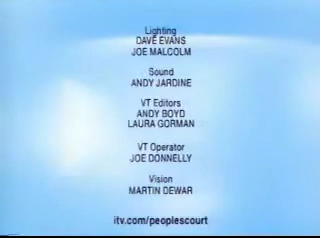 Lighting
DAVE EVANS
JOE MALCOLM
Sound
ANDY JARDINE
VT Editors
ANDY BOYD
LAURA GORMAN
VT Operator
JOE DONNELLY
Vision
MARTIN DEWAR
itv.com/peoplescourt